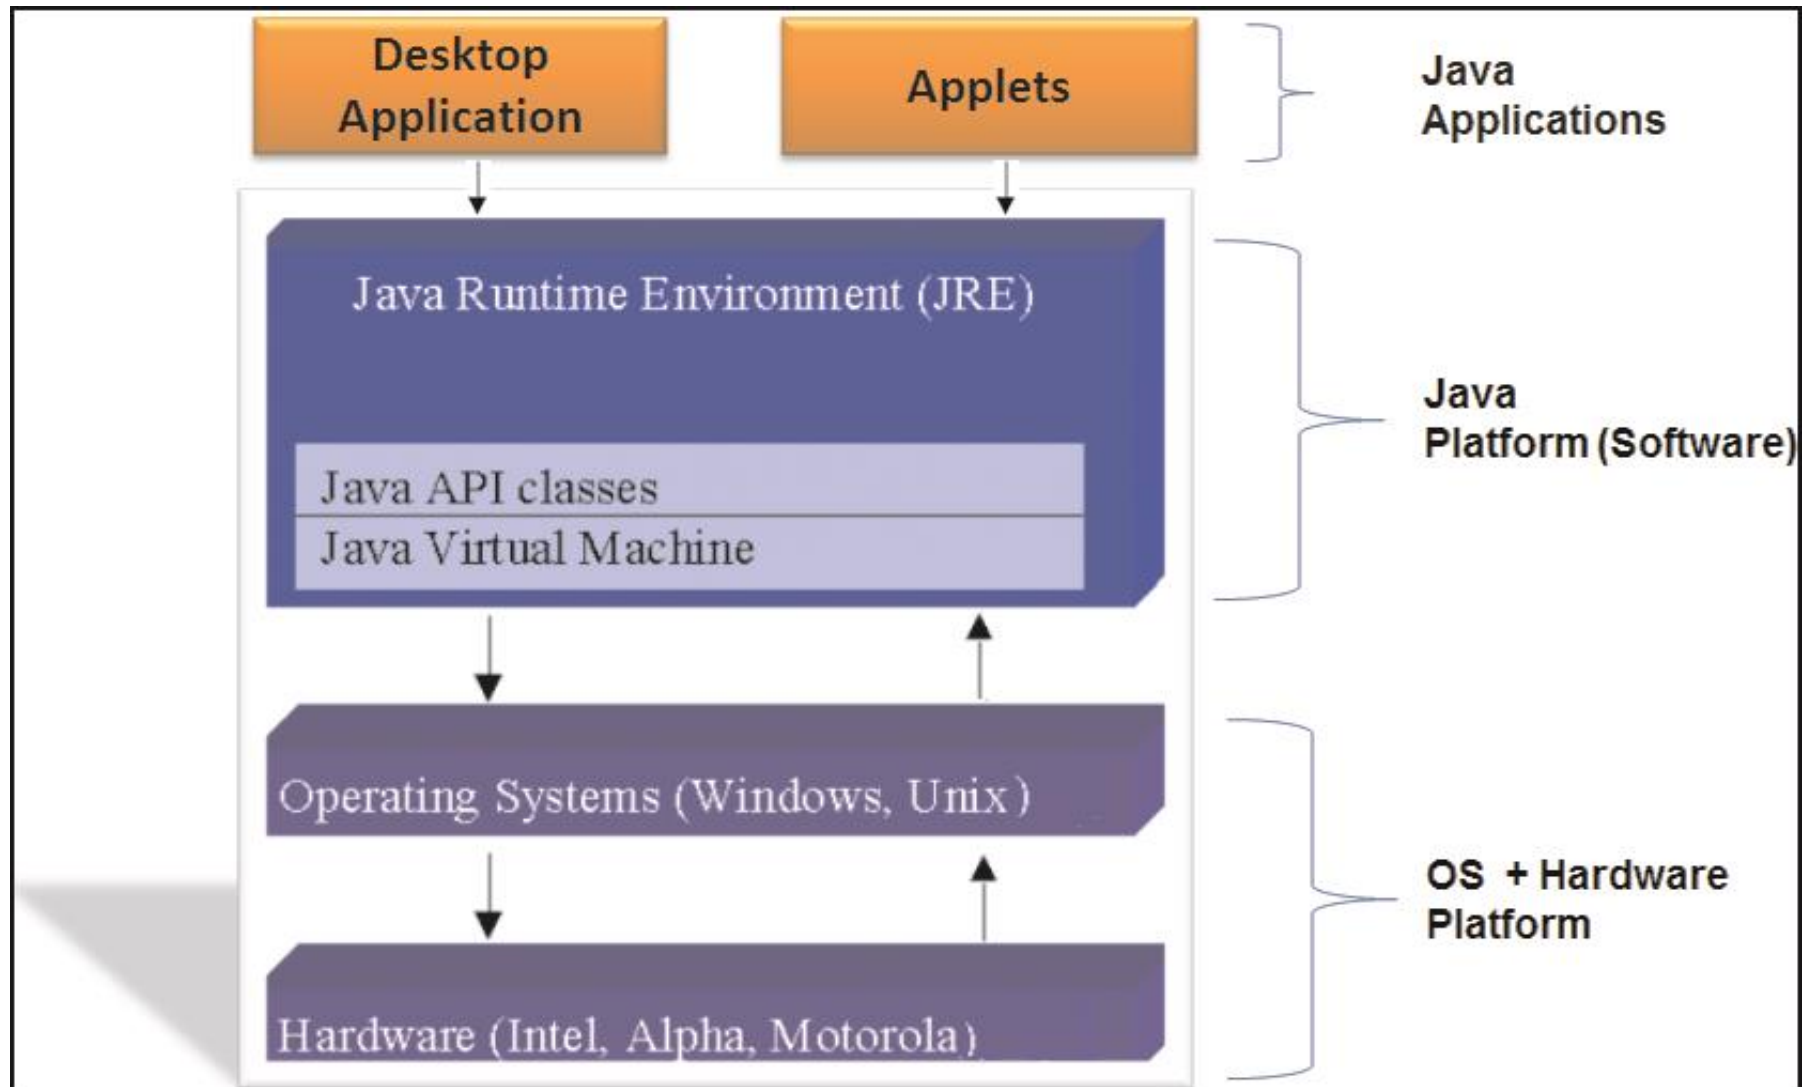 Desktop
Application
Applets
Java
Applications
Java Runtime Environment (JRE)
Java API classes
Java Virtual Machine
Java
Platform (Software)
Operating Systems (Windows, Unix)
OS + Hardware
Platform
Hardware (Intel, Alpha, Motorola)